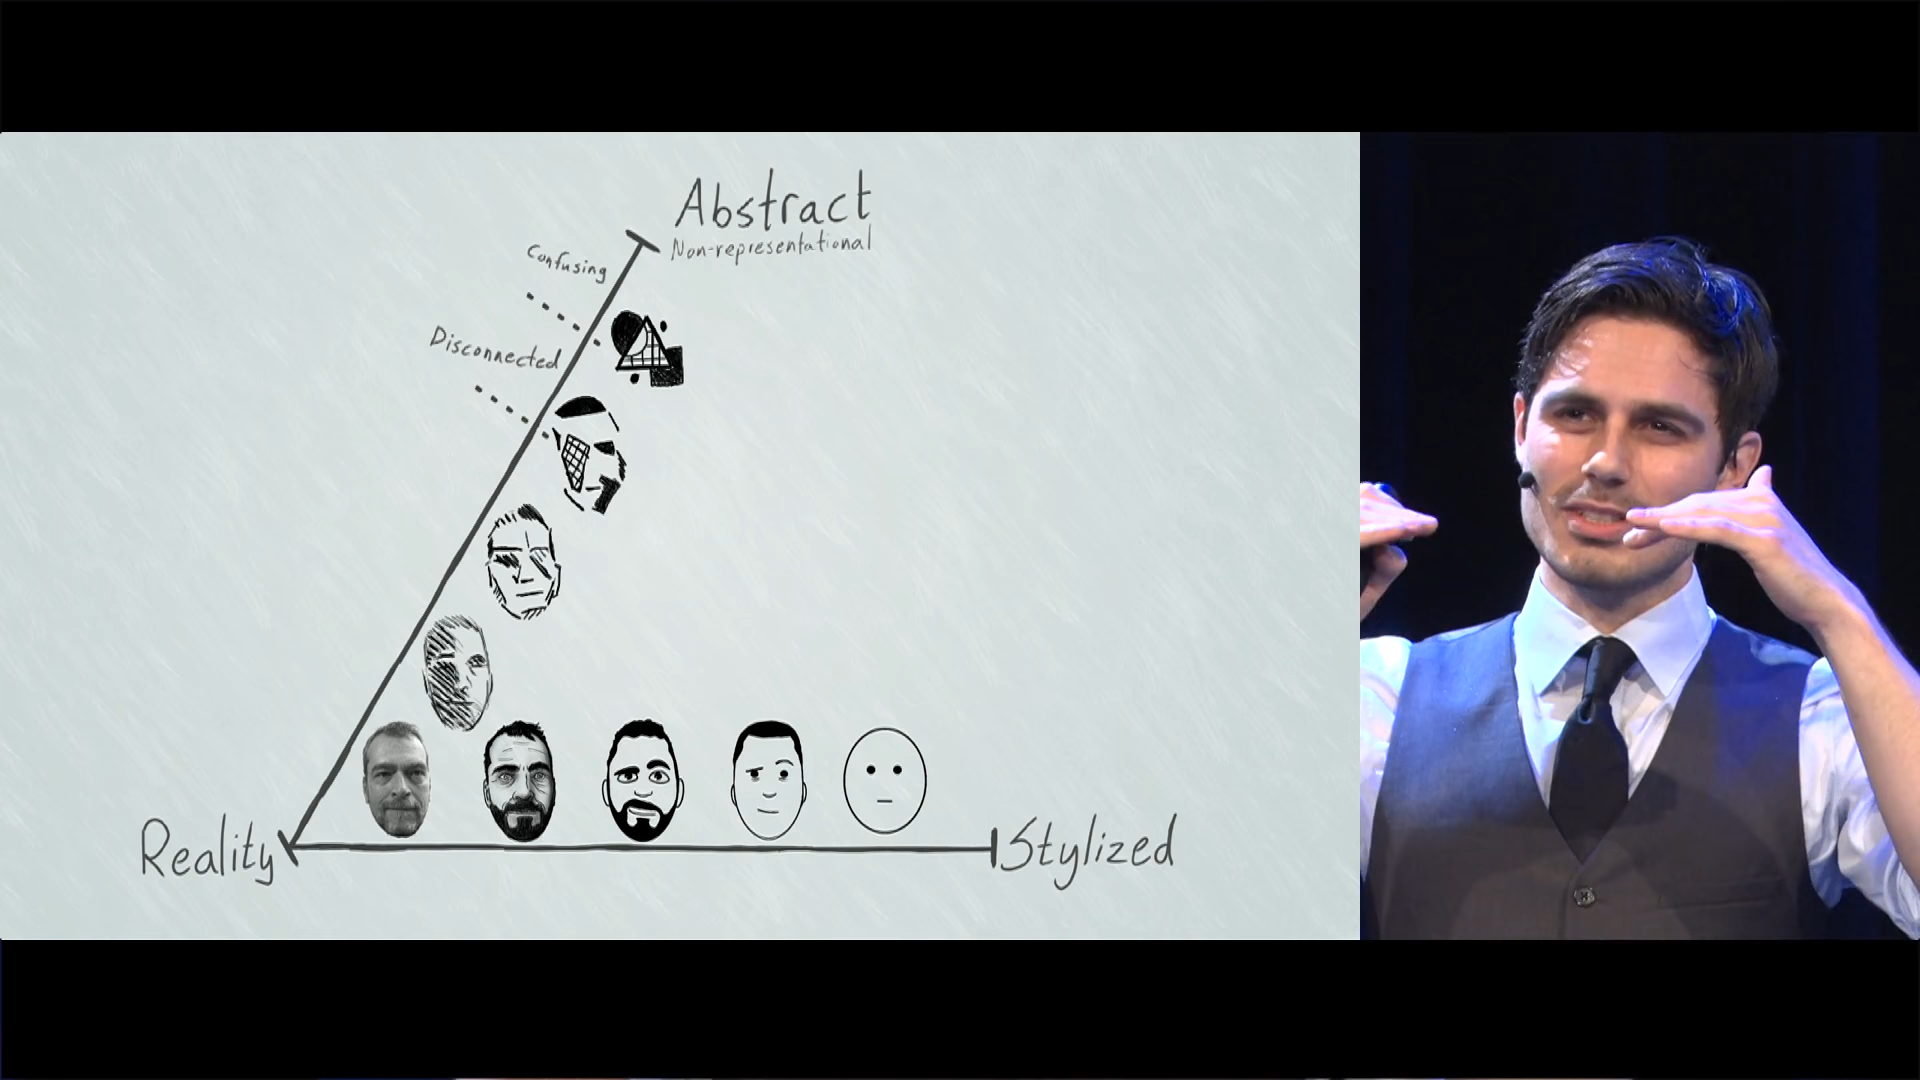 Abstract
Non-representational
Confusing
Disconnected
Reality
Stylized